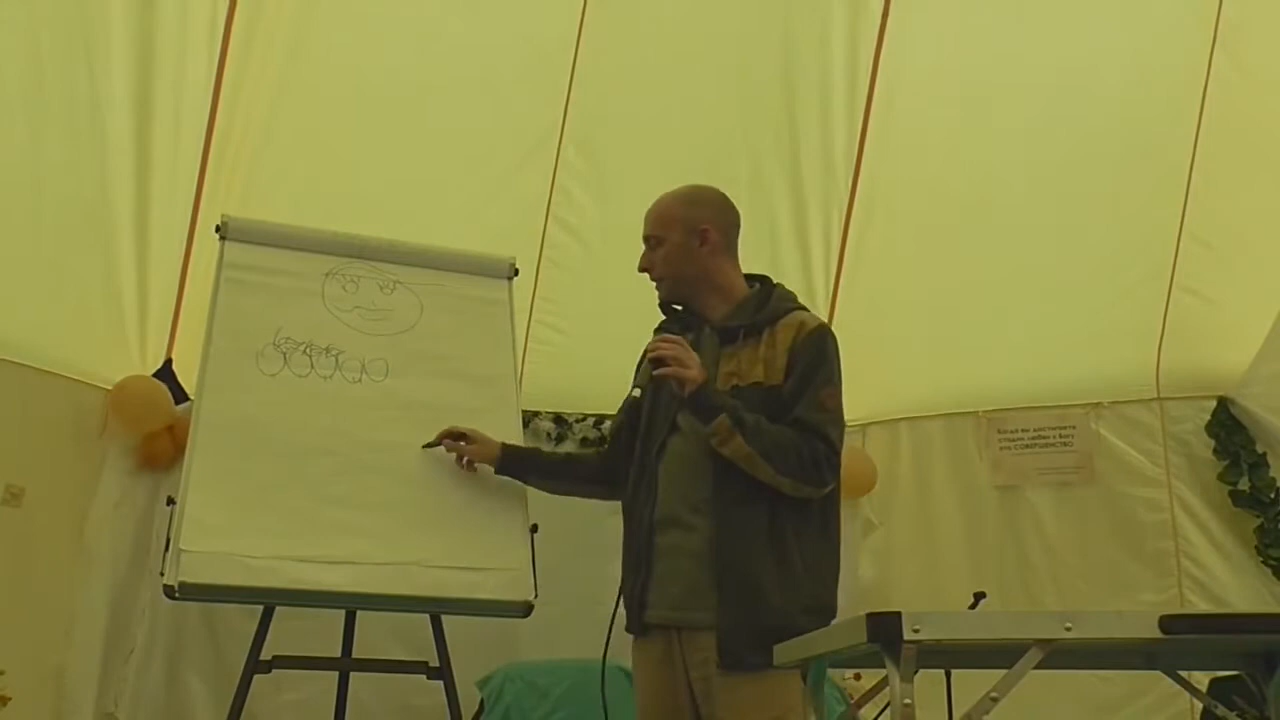 Когда вы достигаете
стадии любви к Богу
это СОВЕРШЕНСТВО